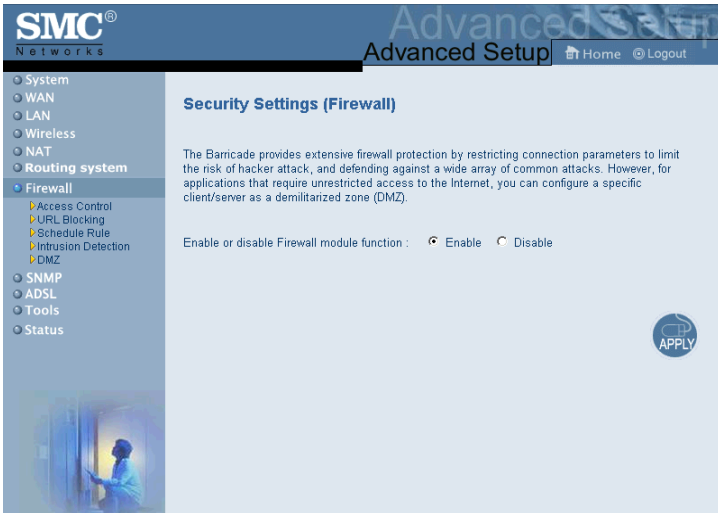 SMC®
Networks
Advanced Setup
Advanced Setup
Home
Logout
System
WAN
LAN
Wireless
NAT
Routing system
Firewall
Access Control
URL Blocking
Schedule Rule
Intrusion Detection
DMZ
SNMP
ADSL
Tools
Status
Security Settings (Firewall)
The Barricade provides extensive firewall protection by restricting connection parameters to limit
the risk of hacker attack, and defending against a wide array of common attacks. However, for
applications that require unrestricted access to the Internet, you can configure a specific
client/server as a demilitarized zone (DMZ).
Enable or disable Firewall module function : Enable Disable
APPLY